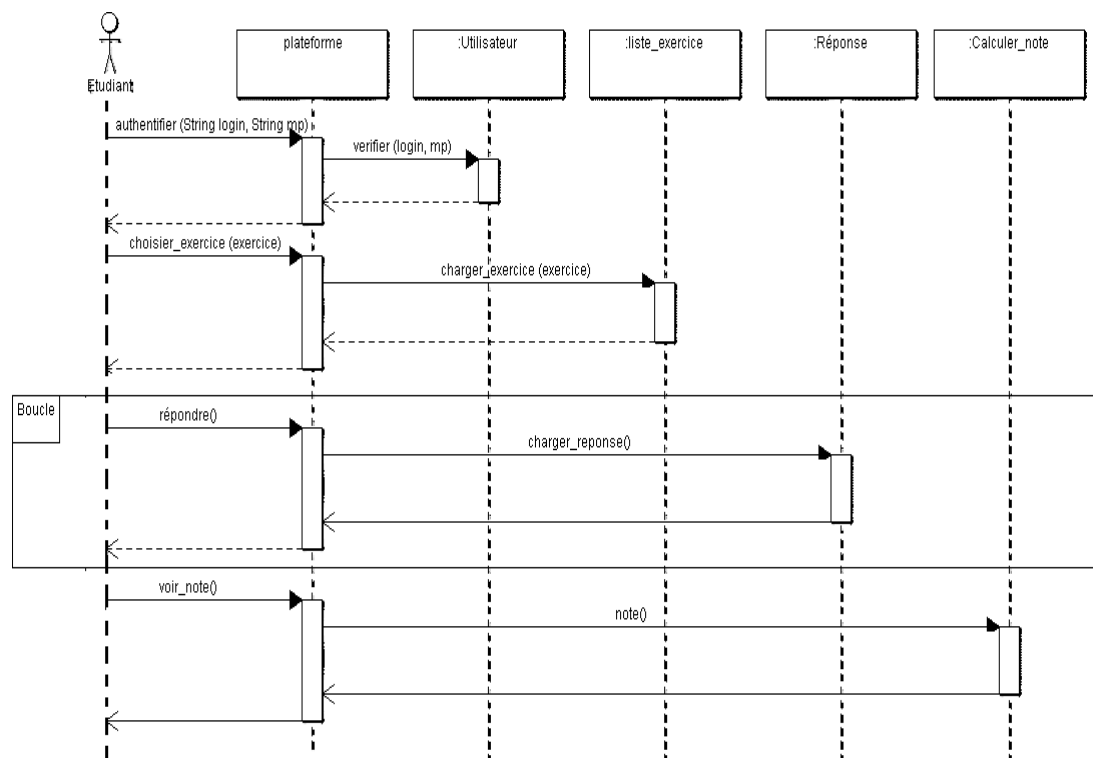 plateforme
:Utilisateur
:liste_exercice
:Réponse
:Calculer_note
Etudiant
authentifier (String login, String mp)
verifier (login, mp)
choisier_exercice (exercice)
charger_exercice (exercice)
Boucle
répondre()
charger_reponse()
voir_note()
note()